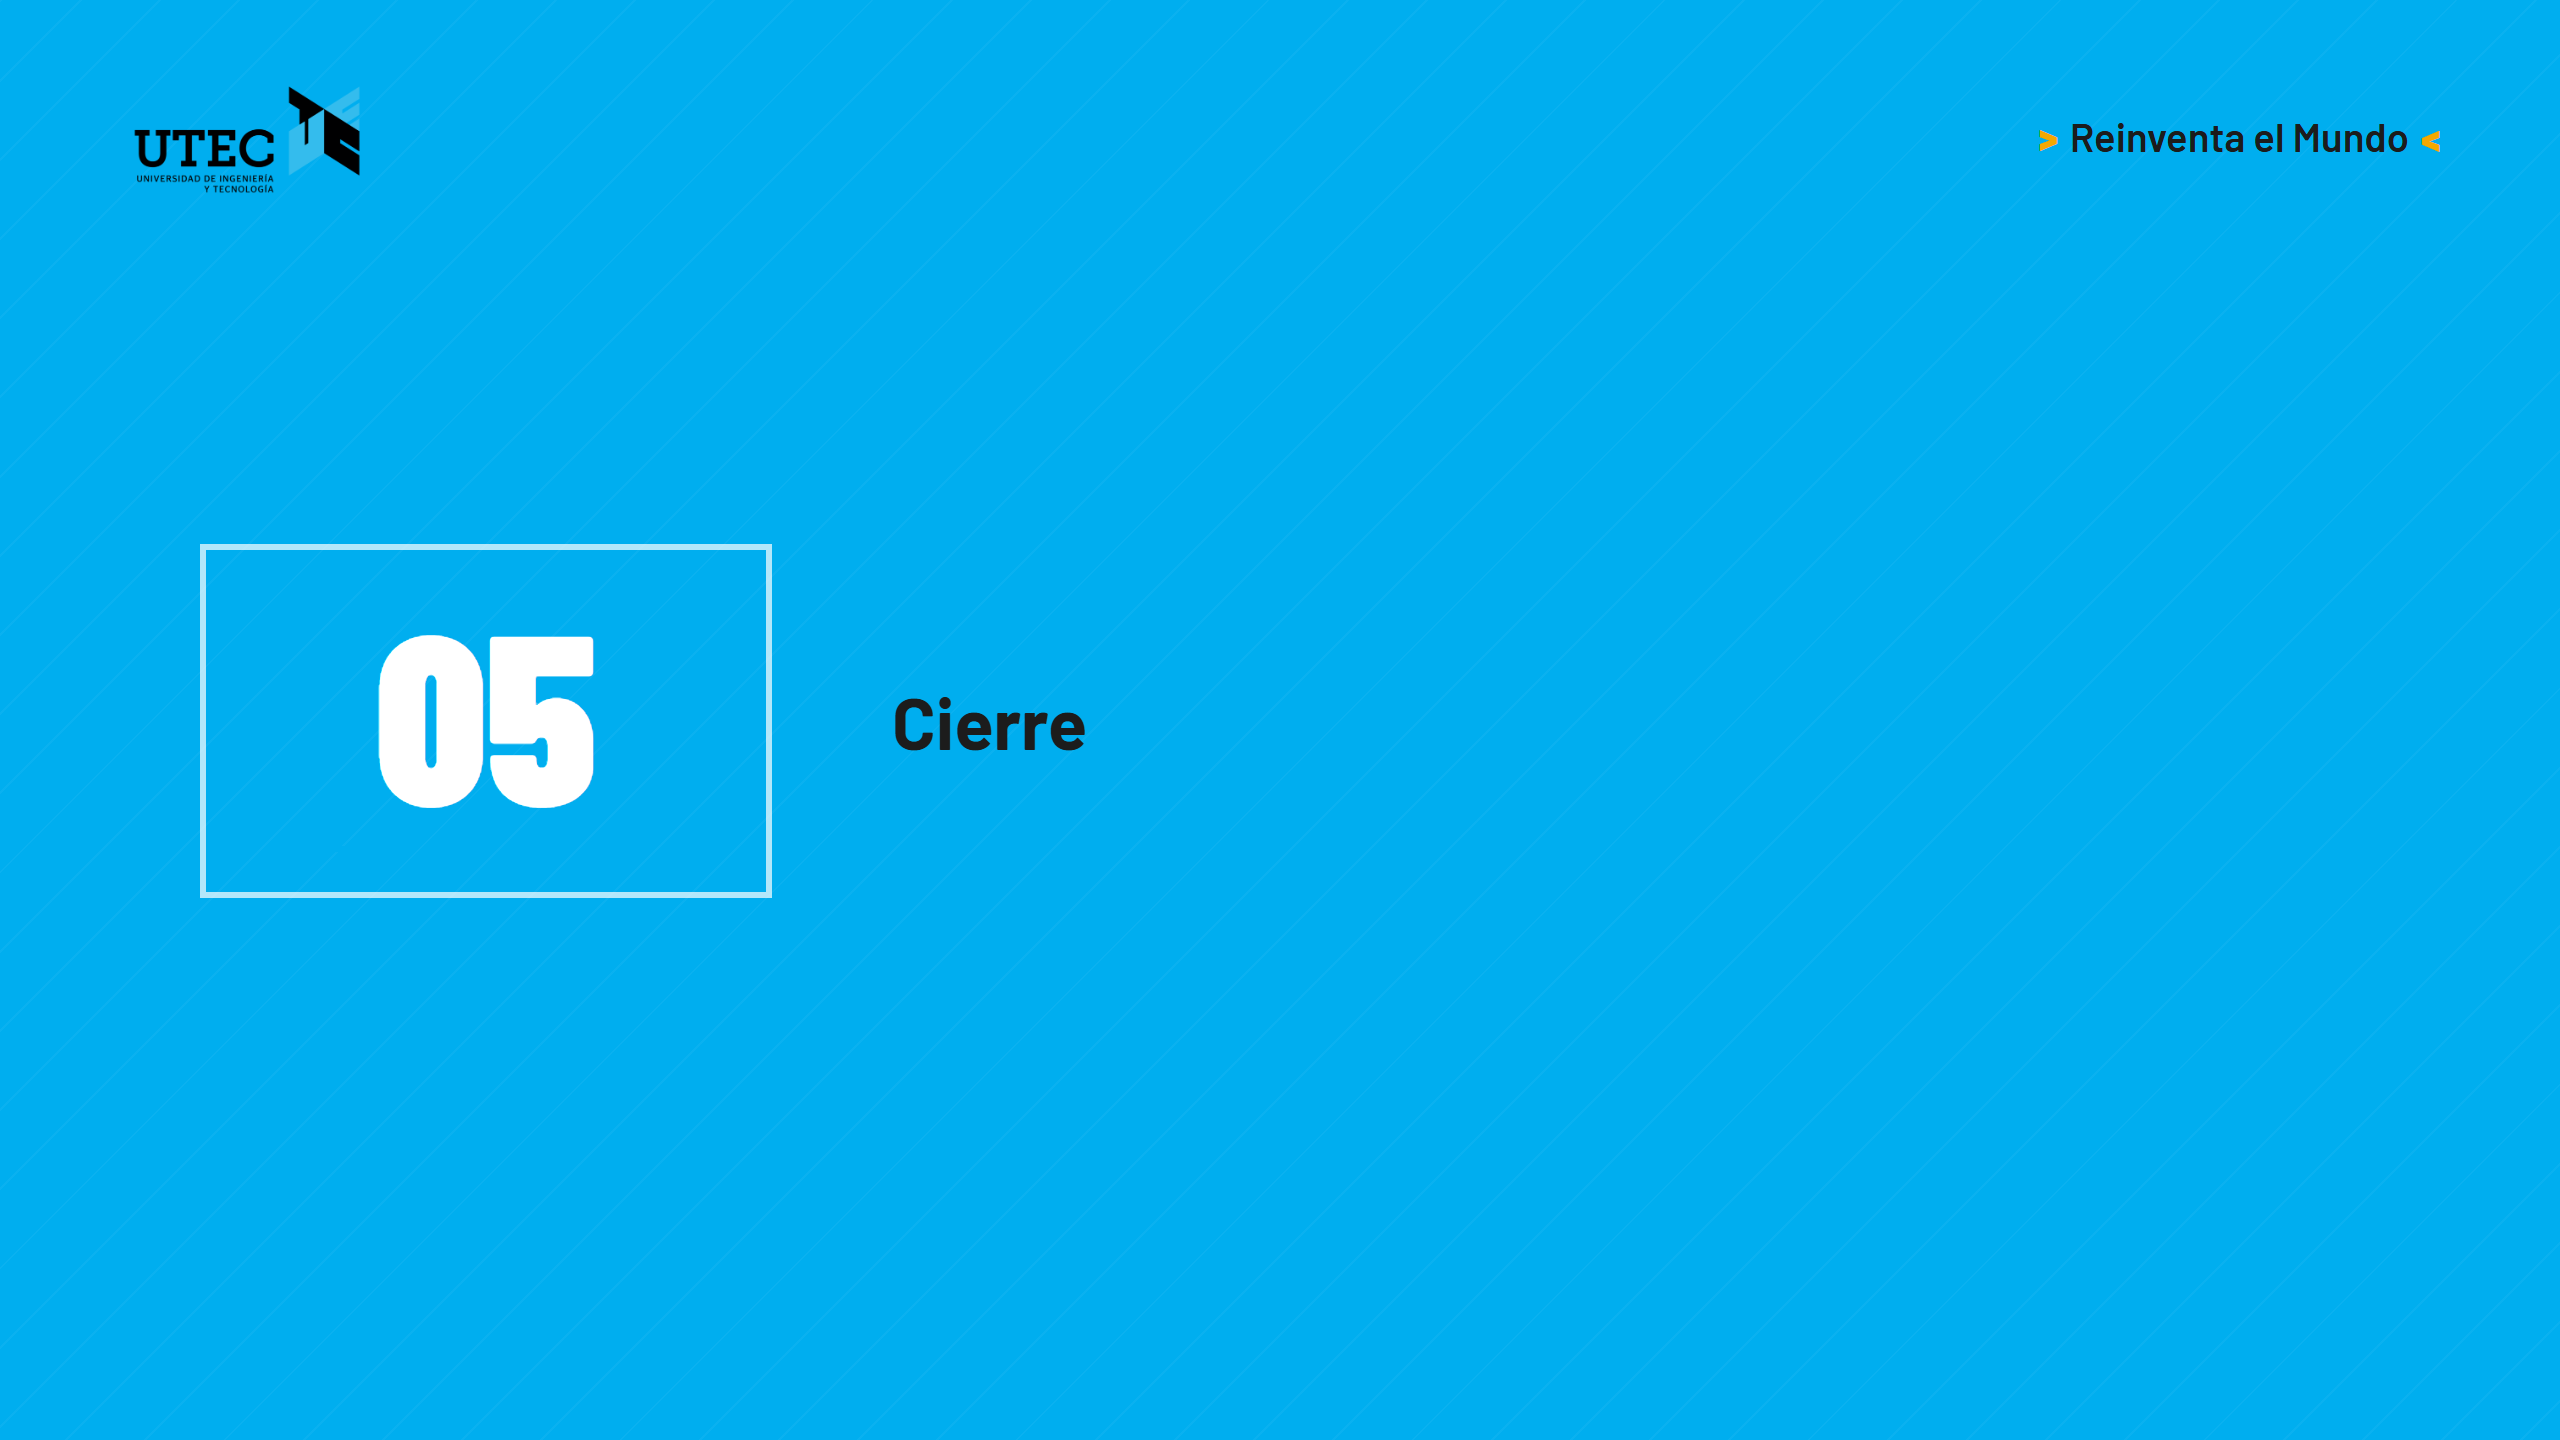 UTEC
UNIVERSIDAD DE INGENIERÍA
Y TECNOLOGÍA
> Reinventa el Mundo <
05
Cierre